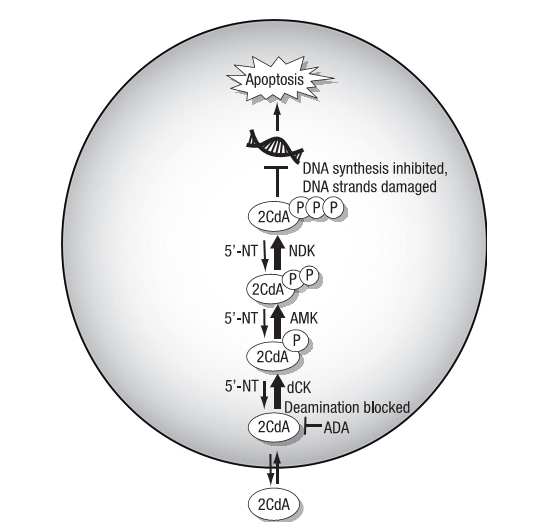 Apoptosis
DNA synthesis inhibited,
DNA strands damaged
2CdA P P P
5’-NT NDK
2CdA P P
5’-NT AMK
2CdA P
5’-NT dCK
Deamination blocked
2CdA ADA
2CdA